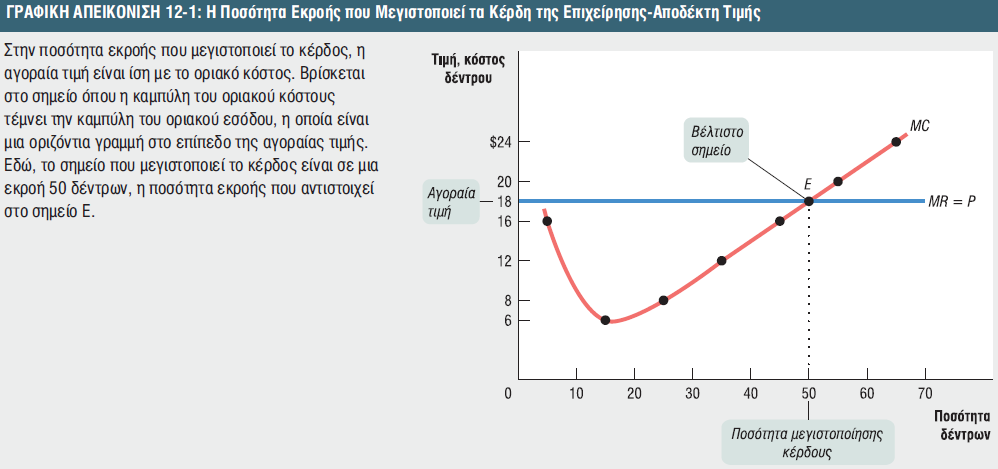 ΓΡΑΦΙΚΗ ΑΠΕΙΚΟΝΙΣΗ 12-1: Η Ποσότητα Εκροής που Μεγιστοποιεί τα Κέρδη της Επιχείρησης-Αποδέκτη Τιμής
Στην ποσότητα εκροής που μεγιστοποιεί το κέρδος, η
αγοραία τιμή είναι ίση με το οριακό κόστος. Βρίσκεται
στο σημείο όπου η καμπύλη του οριακού κόστους
τέμνει την καμπύλη του οριακού εσόδου, η οποία είναι
μια οριζόντια γραμμή στο επίπεδο της αγοραίας τιμής.
Εδώ, το σημείο που μεγιστοποιεί το κέρδος είναι σε μια
εκροή 50 δέντρων, η ποσότητα εκροής που αντιστοιχεί
στο σημείο Ε.
Τιμή, κόστος
δέντρου
$24
20
18
16
12
8
6
Αγοραία
τιμή
Βέλτιστο
σημείο
E
MC
MR = P
0
10
20
30
40
50
60
70
Ποσότητα
δέντρων
Ποσότητα μεγιστοποίησης
κέρδους